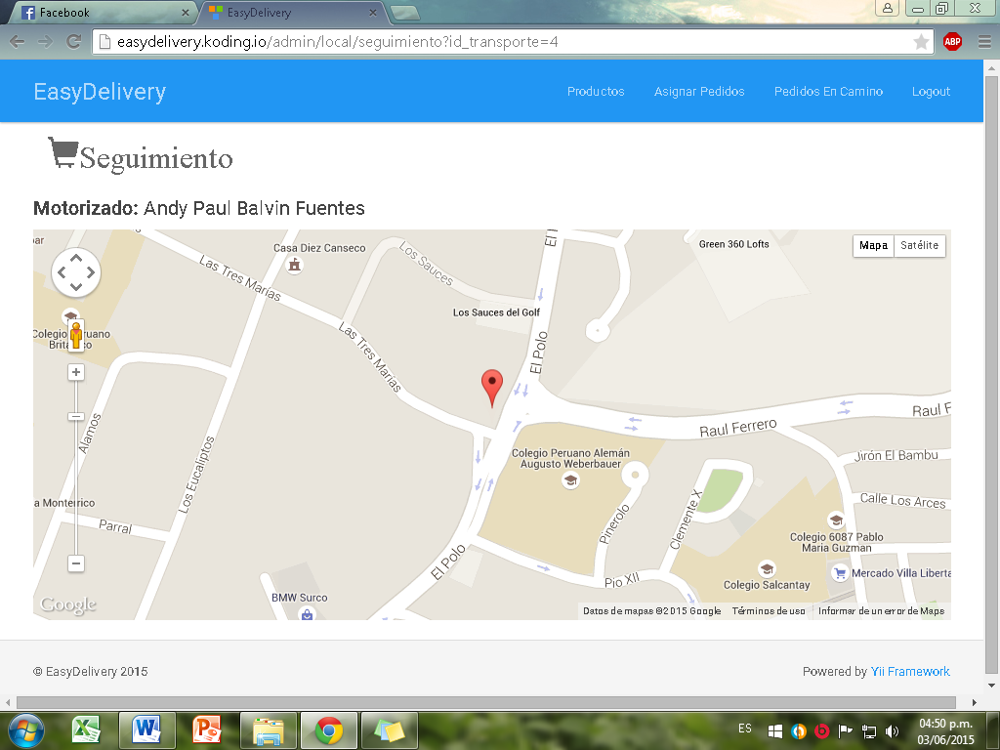 Facebook
EasyDelivery
easydelivery.koding.io/admin/local/seguimiento?id_transporte=4
ABP
EasyDelivery
Productos
Asignar Pedidos
Pedidos En Camino
Logout
Seguimiento
Motorizado: Andy Paul Balvin Fuentes
Casa Diez Canseco
Los Sauces
El
Green 360 Lofts
Mapa
Satélite
Las Tres Marias
Los Sauces del Golf
Las Tres Marias
El Polo
Raul Ferrero
Raul F
Alamos
Los Eucaliptos
Colegio Peruano Alemán
Augusto Weberbauer
Jirón El Bambu
a Monterrico
Parral
Pinerolo
Clemente X
Calle Los Arces
Colegio 6087 Pablo
Maria Guzman
El Polo
Pio XII
Colegio Salcantay
Mercado Villa Liberta
BMW Surco
Google
Datos de mapas ©2015 Google
Términos de uso
Informar de un error de Maps
© EasyDelivery 2015
Powered by Yii Framework
ES
04:50 p.m.
03/06/2015